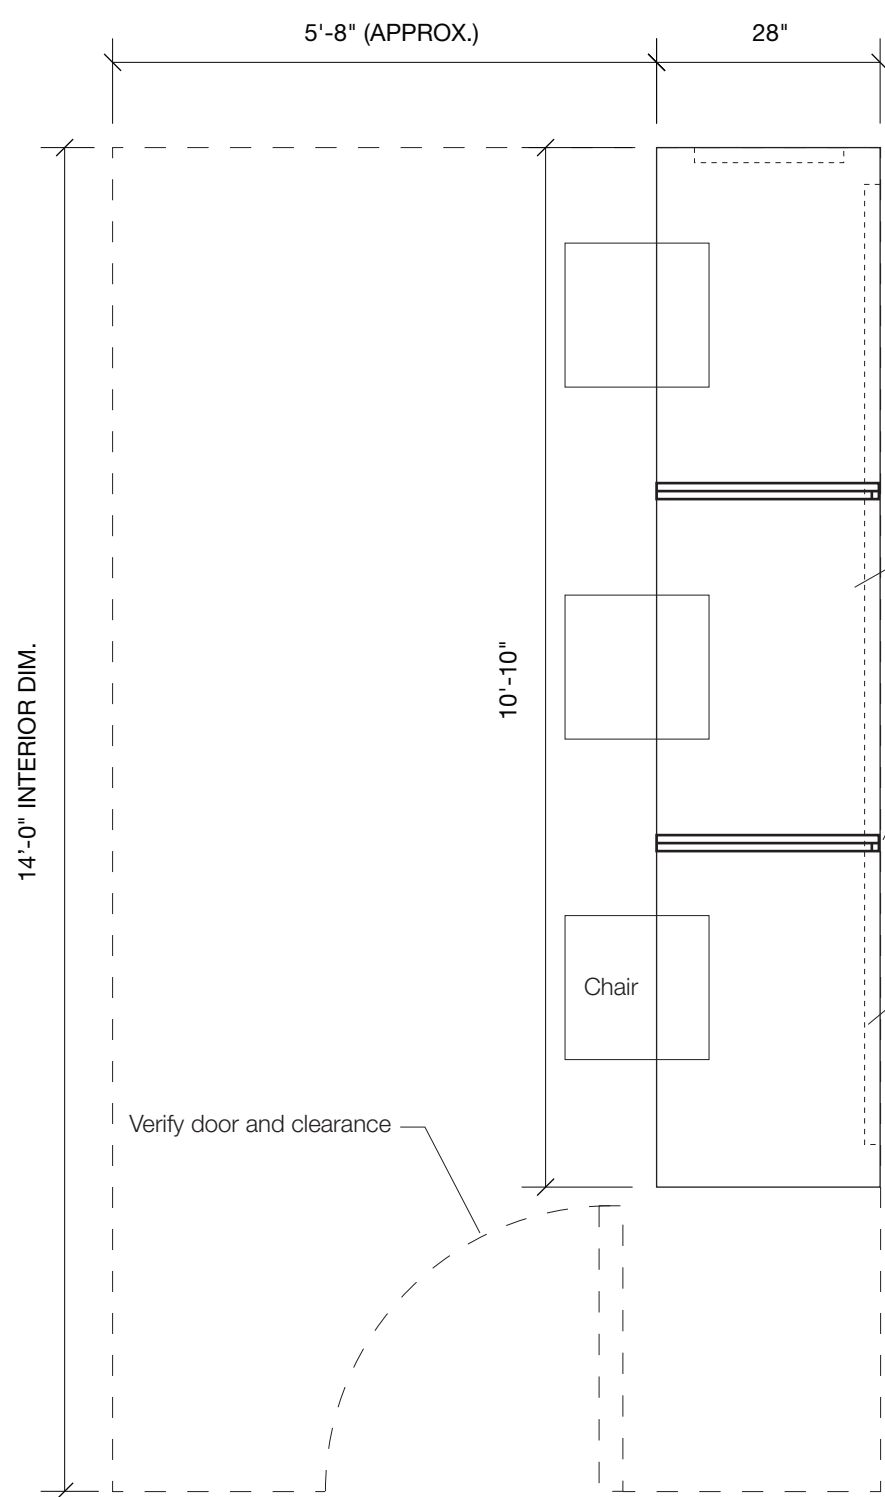 5'-8" (APPROX.)
28"
14’-0" INTERIOR DIM.
10'-10"
Chair
Verify door and clearance